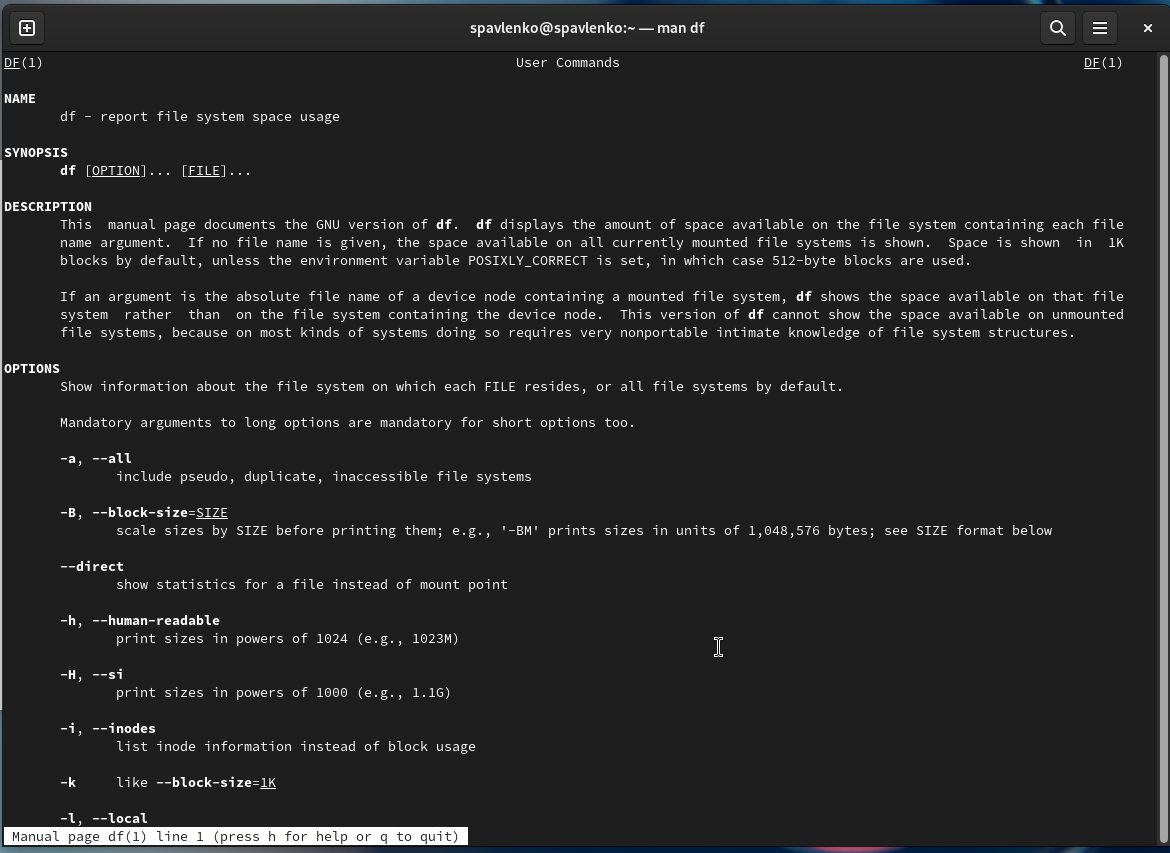 spavlenko@spavlenko:~ — man df
DF(1) User Commands DF(1)
NAME
df - report file system space usage
SYNOPSIS
df [OPTION]... [FILE]...
DESCRIPTION
This  manual page documents the GNU version of df.  df displays the amount of space available on the file system containing each file
name argument.  If no file name is given, the space available on all currently mounted file systems is shown.  Space is shown  in  1K
blocks by default, unless the environment variable POSIXLY_CORRECT is set, in which case 512-byte blocks are used.
If an argument is the absolute file name of a device node containing a mounted file system, df shows the space available on that file
system  rather  than  on the file system containing the device node.  This version of df cannot show the space available on unmounted
file systems, because on most kinds of systems doing so requires very nonportable intimate knowledge of file system structures.
OPTIONS
Show information about the file system on which each FILE resides, or all file systems by default.
Mandatory arguments to long options are mandatory for short options too.
-a, --all
include pseudo, duplicate, inaccessible file systems
-B, --block-size=SIZE
scale sizes by SIZE before printing them; e.g., '-BM' prints sizes in units of 1,048,576 bytes; see SIZE format below
--direct
show statistics for a file instead of mount point
-h, --human-readable
print sizes in powers of 1024 (e.g., 1023M)
-H, --si
print sizes in powers of 1000 (e.g., 1.1G)
-i, --inodes
list inode information instead of block usage
-k     like --block-size=1K
-l, --local
Manual page df(1) line 1 (press h for help or q to quit)